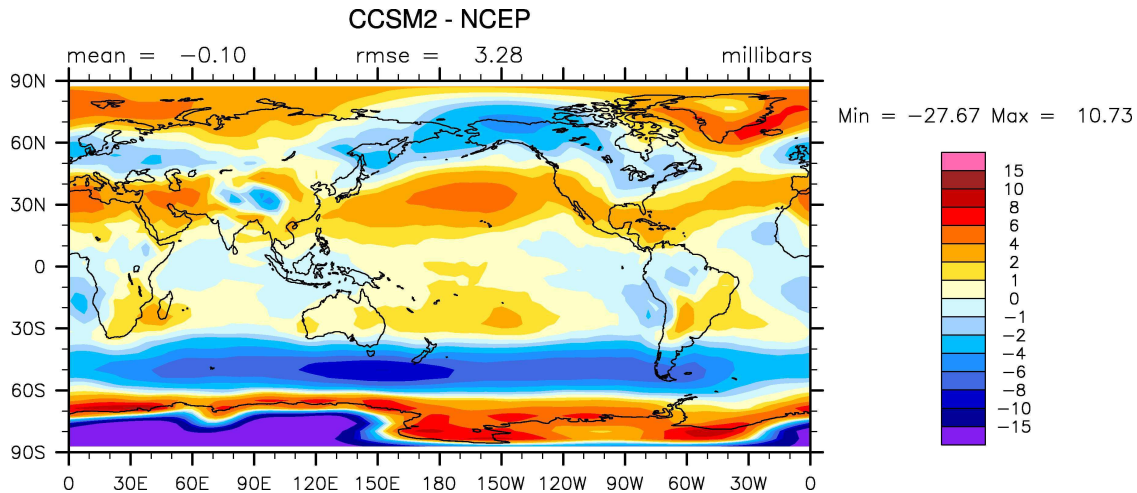 CCSM2 - NCEP
mean = −0.10 rmse = 3.28 millibars
Min = −27.67 Max = 10.73
90N
60N
30N
0
30S
60S
90S
0 30E 60E 90E 120E 150E 180 150W 120W 90W 60W 30W 0
15
10
8
6
4
2
1
0
−1
−2
−4
−6
−8
−10
−15